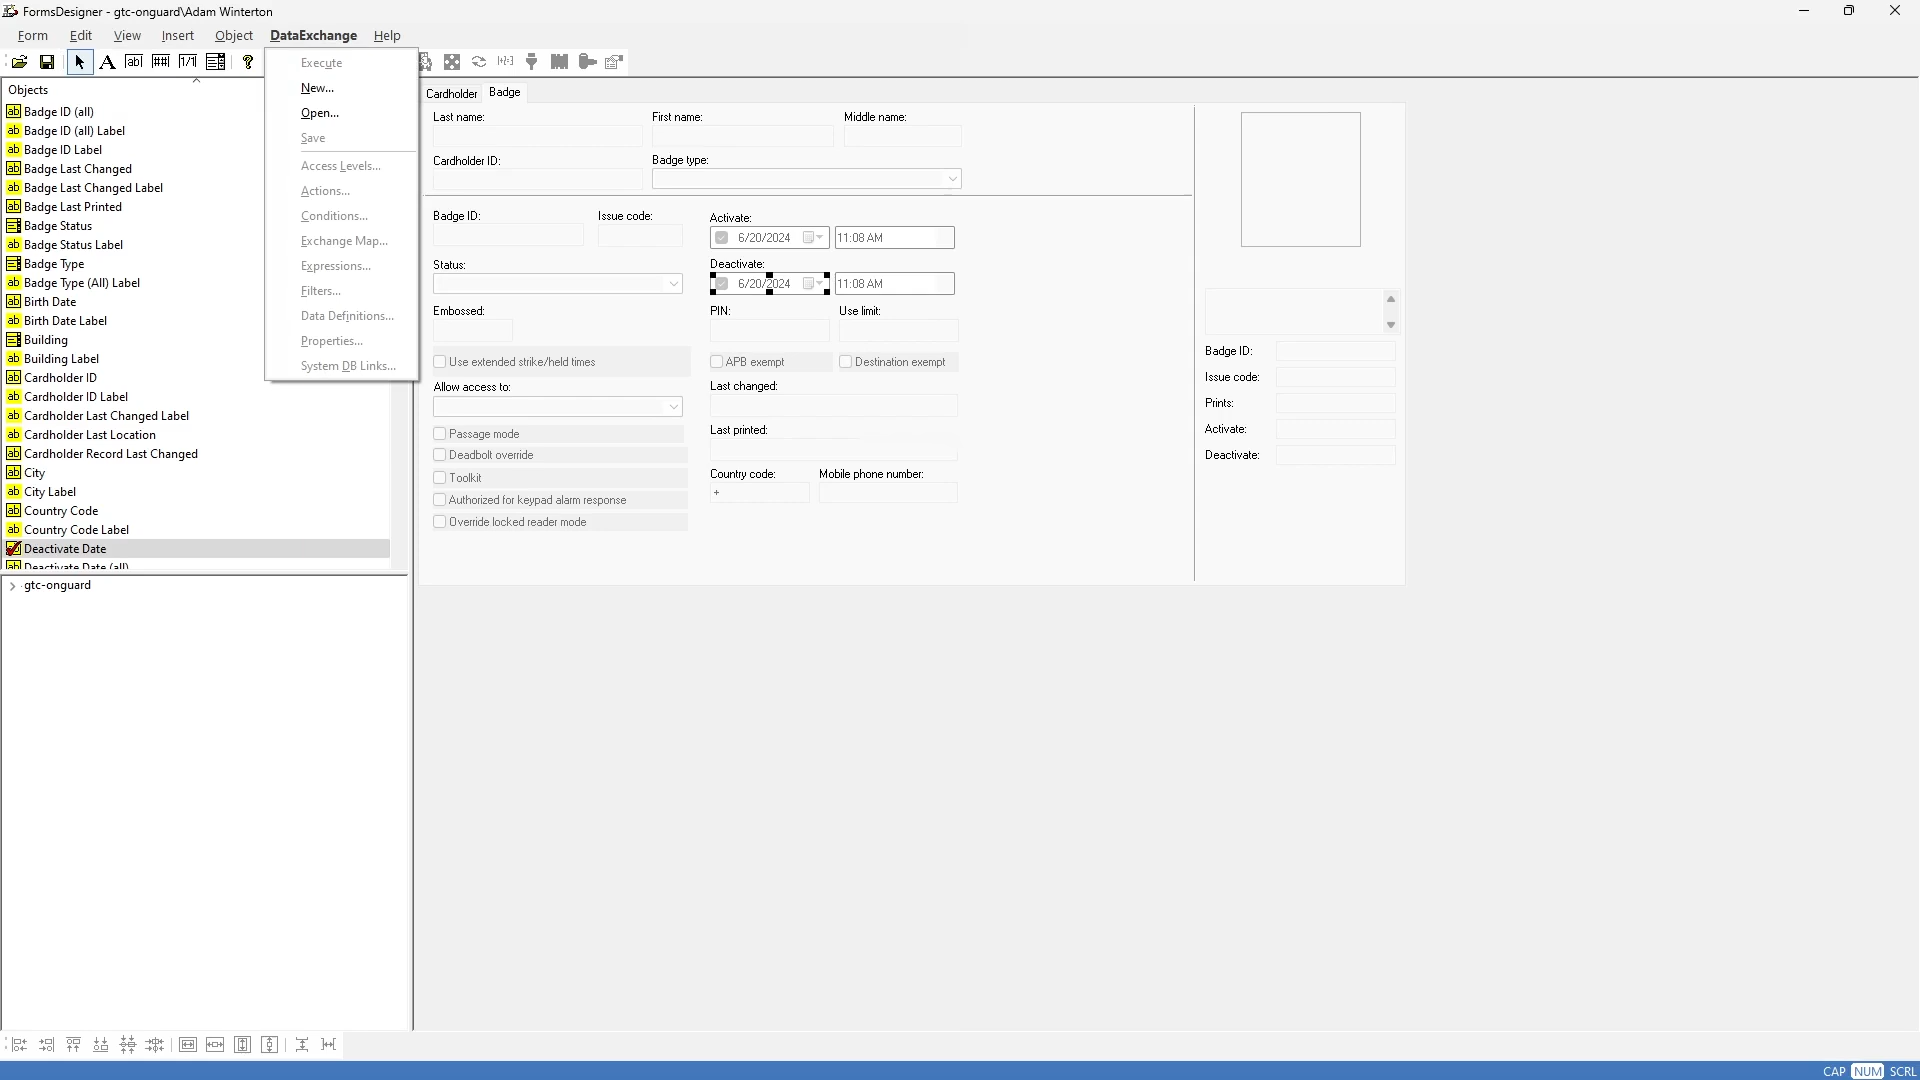 FormsDesigner - gtc-onguard\Adam Winterton
Form Edit View Insert Object DataExchange Help
Execute
New...
Open...
Save
Access Levels...
Actions...
Conditions...
Exchange Map...
Expressions...
Filters...
Data Definitions...
Properties...
System DB Links...
Objects
Badge ID (all)
Badge ID (all) Label
Badge ID Label
Badge Last Changed
Badge Last Changed Label
Badge Last Printed
Badge Status
Badge Status Label
Badge Type
Badge Type (All) Label
Birth Date
Birth Date Label
Building
Building Label
Cardholder ID
Cardholder ID Label
Cardholder Last Changed Label
Cardholder Last Location
Cardholder Record Last Changed
City
City Label
Country Code
Country Code Label
Deactivate Date
Deactivate Date (all)
gtc-onguard
Cardholder Badge
Last name: First name: Middle name:
Cardholder ID: Badge type:
Badge ID: Issue code: Activate:
6/20/2024 11:08 AM
Status: Deactivate:
6/20/2024 11:08 AM
Embossed: PIN: Use limit:
Use extended strike/held times APB exempt Destination exempt
Allow access to: Last changed:
Passage mode Last printed:
Deadbolt override
Toolkit Country code: Mobile phone number:
+
Authorized for keypad alarm response
Override locked reader mode
Badge ID:
Issue code:
Prints:
Activate:
Deactivate:
CAP NUM SCRL